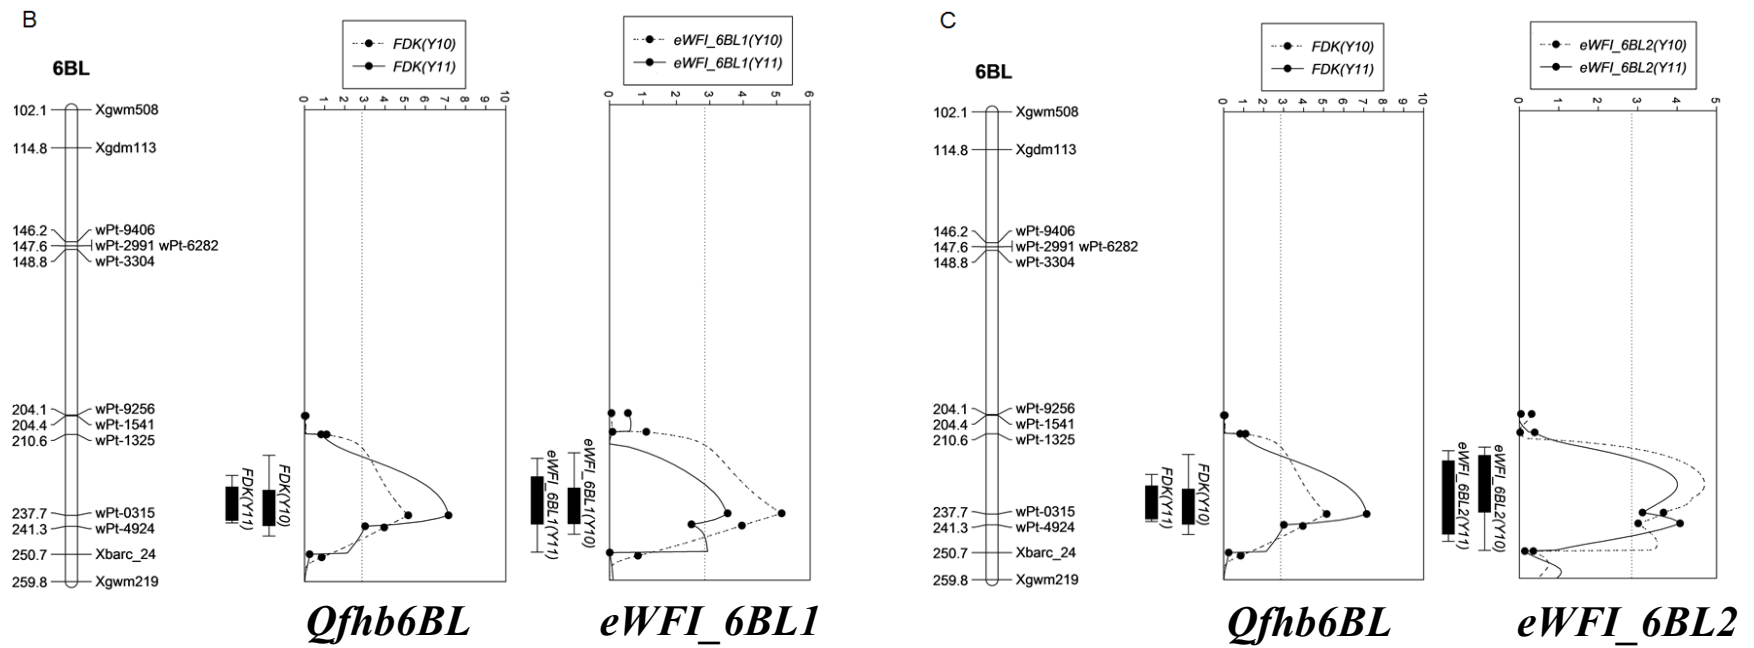 B
6BL
102.1 Xgwm508
114.8 Xgdm113
146.2 wPt-9406
147.6 wPt-2991 wPt-6282
148.8 wPt-3304
204.1 wPt-9256
204.4 wPt-1541
210.6 wPt-1325
237.7 wPt-0315
241.3 wPt-4924
250.7 Xbarc_24
259.8 Xgwm219
FDK(Y11)
FDK(Y10)
FDK(Y10)
FDK(Y11)
0 1 2 3 4 5 6 7 8 9 10
Qfhb6BL
eWFI_6BL1(Y11)
eWFI_6BL1(Y10)
eWFI_6BL1(Y10)
eWFI_6BL1(Y11)
0 1 2 3 4 5 6
eWFI_6BL1
C
6BL
102.1 Xgwm508
114.8 Xgdm113
146.2 wPt-9406
147.6 wPt-2991 wPt-6282
148.8 wPt-3304
204.1 wPt-9256
204.4 wPt-1541
210.6 wPt-1325
237.7 wPt-0315
241.3 wPt-4924
250.7 Xbarc_24
259.8 Xgwm219
FDK(Y11)
FDK(Y10)
FDK(Y10)
FDK(Y11)
0 1 2 3 4 5 6 7 8 9 10
Qfhb6BL
eWFI_6BL2(Y11)
eWFI_6BL2(Y10)
eWFI_6BL2(Y10)
eWFI_6BL2(Y11)
0 1 2 3 4 5
eWFI_6BL2